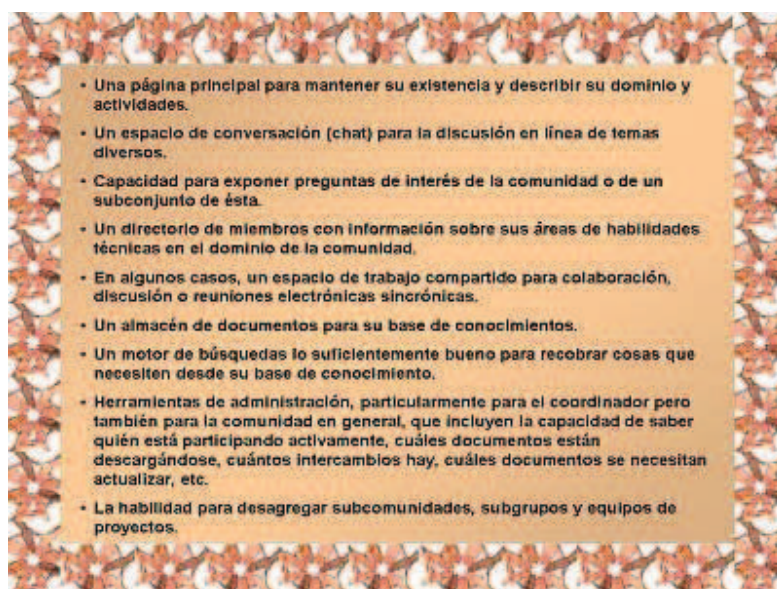 • Una página principal para mantener su existencia y describir su dominio y
actividades.
• Un espacio de conversación (chat) para la discusión en línea de temas
diversos.
• Capacidad para exponer preguntas de interés de la comunidad o de un
subconjunto de ésta.
• Un directorio de miembros con información sobre sus áreas de habilidades
técnicas en el dominio de la comunidad.
• En algunos casos, un espacio de trabajo compartido para colaboración,
discusión o reuniones electrónicas sincrónicas.
• Un almacén de documentos para su base de conocimientos.
• Un motor de búsquedas lo suficientemente bueno para recobrar cosas que
necesiten desde su base de conocimiento.
• Herramientas de administración, particularmente para el coordinador pero
también para la comunidad en general, que incluyen la capacidad de saber
quién está participando activamente, cuáles documentos están
descargándose, cuántos intercambios hay, cuáles documentos se necesitan
actualizar, etc.
• La habilidad para desagregar subcomunidades, subgrupos y equipos de
proyectos.